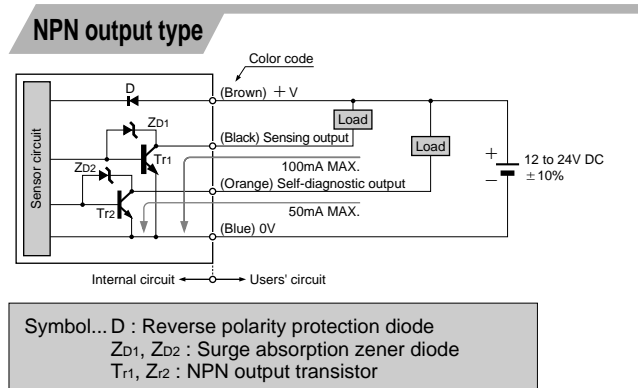 NPN output type
Color code
D
(Brown) +V
Load
ZD1
(Black) Sensing output
Load
Tr1
Sensor circuit
100mA MAX.
+
12 to 24V DC
ZD2
−
±10%
(Orange) Self-diagnostic output
Tr2
50mA MAX.
(Blue) 0V
Internal circuit
Users' circuit
Symbol... D : Reverse polarity protection diode
ZD1, ZD2 : Surge absorption zener diode
Tr1, Zr2 : NPN output transistor